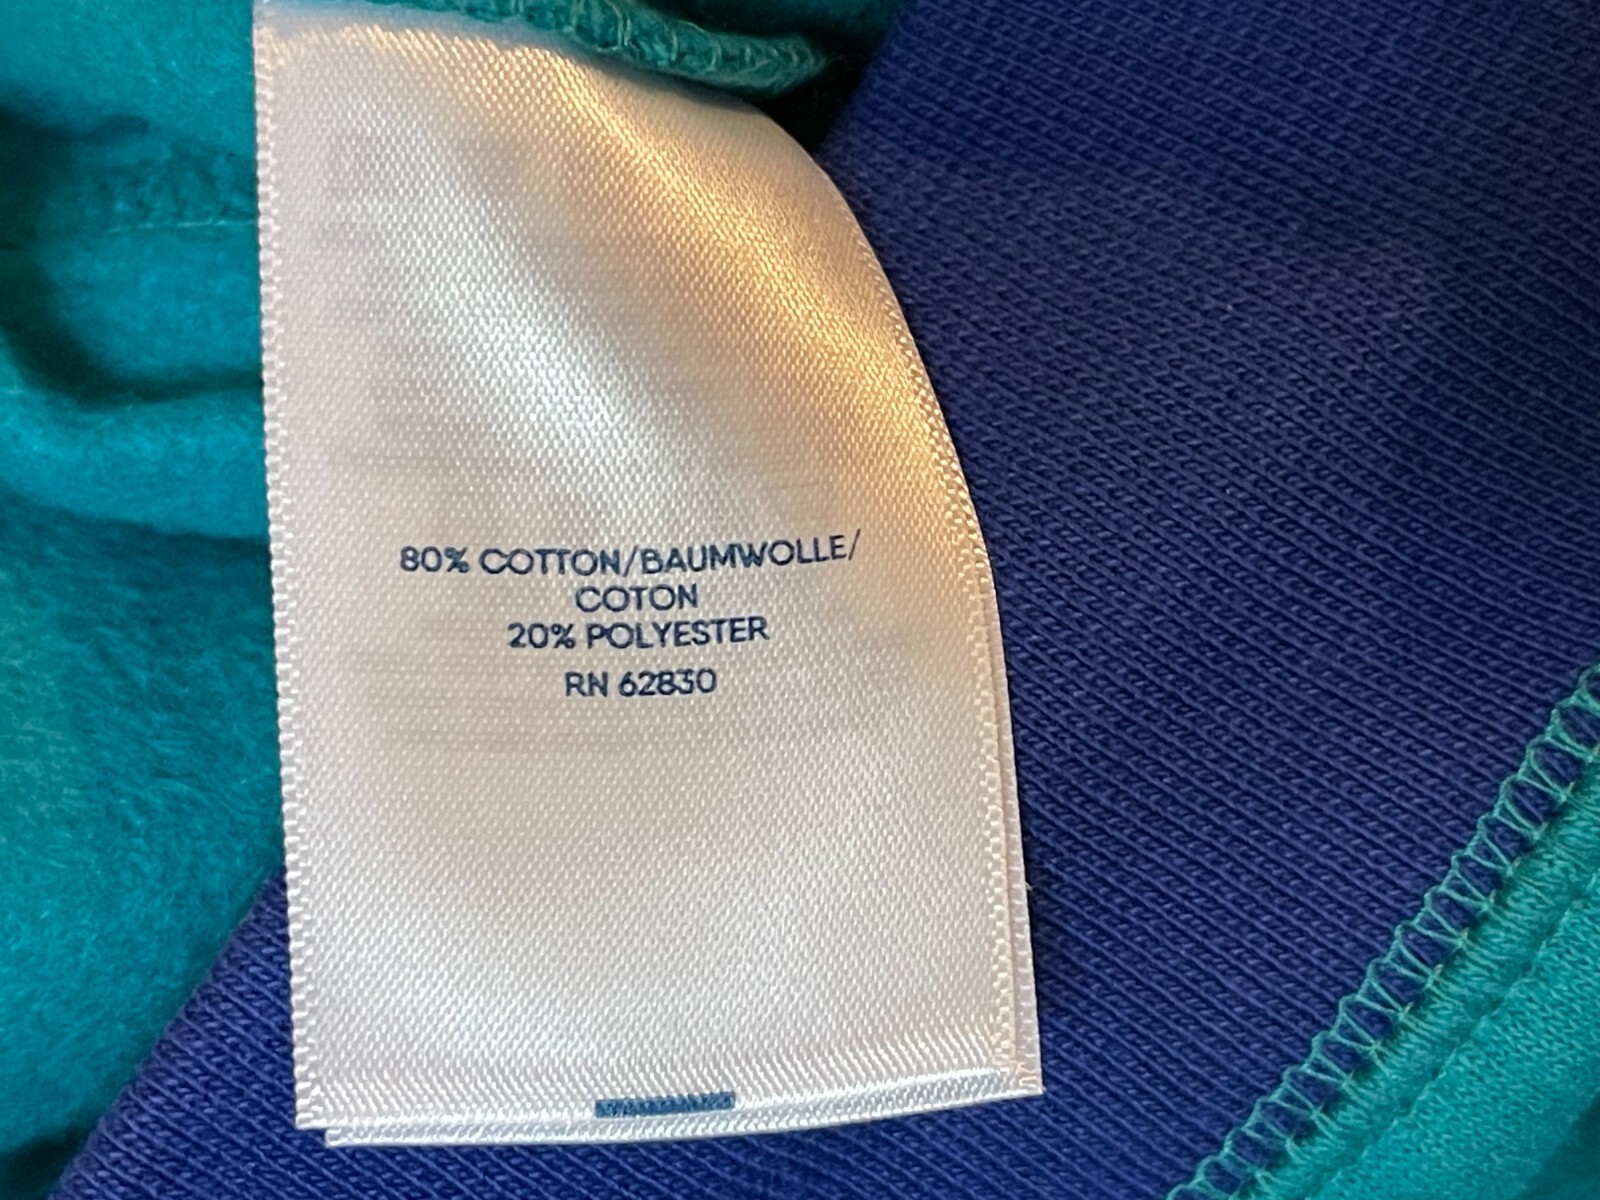 80% COTTON/BAUMWOLLE/
COTON
20% POLYESTER
RN 62830